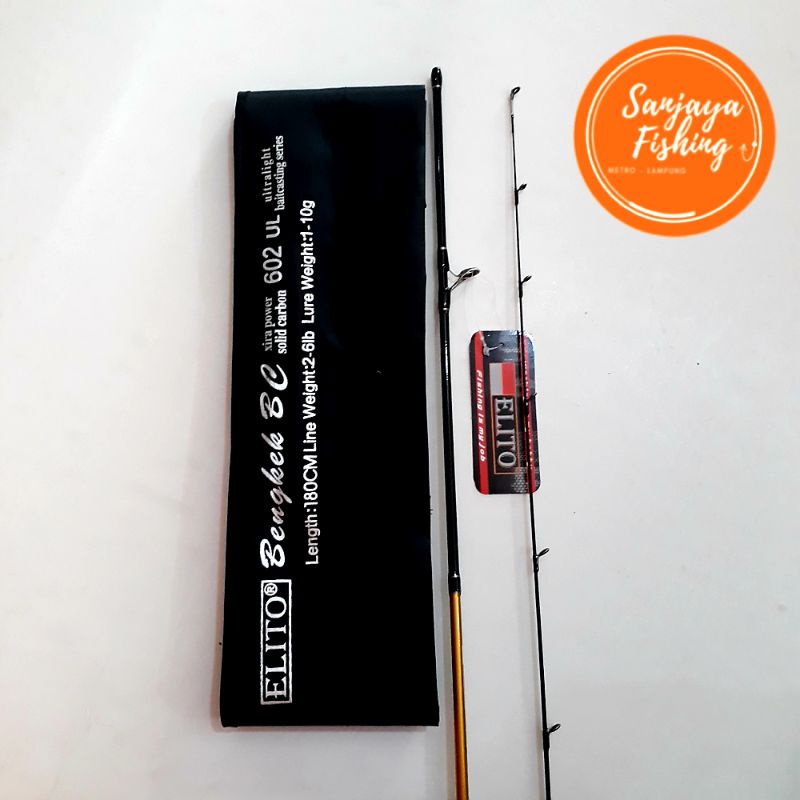 Sanjaya
Fishing
METRO - LAMPUNG
ELITO®
Bengkek BC
xira power
solid carbon
602 UL
ultralight
baitcasting series
Length:180CM Line Weight:2-6lb Lure Weight:1-10g
ELITO
Fishing is my job